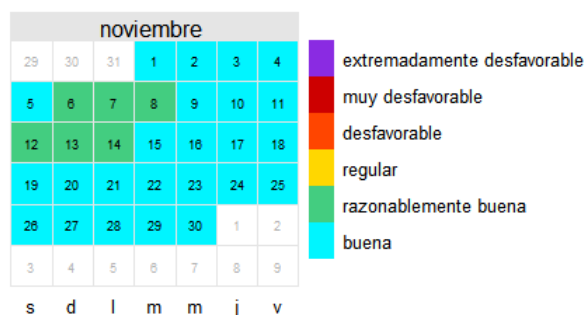 noviembre
29 30 31 1 2 3 4
5 6 7 8 9 10 11
12 13 14 15 16 17 18
19 20 21 22 23 24 25
26 27 28 29 30 1 2
3 4 5 6 7 8 9
s d l m m j v
extremadamente desfavorable
muy desfavorable
desfavorable
regular
razonablemente buena
buena